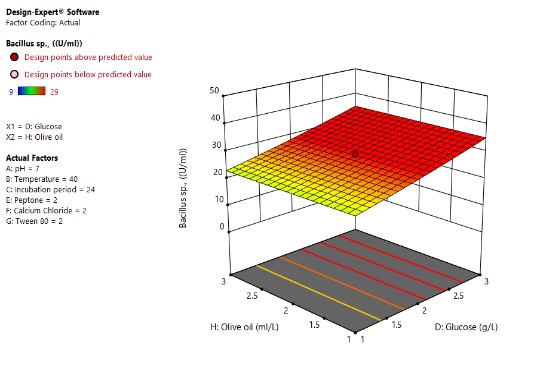 Design-Expert® Software
Factor Coding: Actual
Bacillus sp., ((U/ml))
Design points above predicted value
Design points below predicted value
9 29
X1 = D: Glucose
X2 = H: Olive oil
Actual Factors
A: pH = 7
B: Temperature = 40
C: Incubation period = 24
E: Peptone = 2
F: Calcium Chloride = 2
G: Tween 80 = 2
Bacillus sp., ((U/ml))
50
40
30
20
10
0
3
2.5
2
1.5
1
H: Olive oil (ml/L)
1
1.5
2
2.5
3
D: Glucose (g/L)